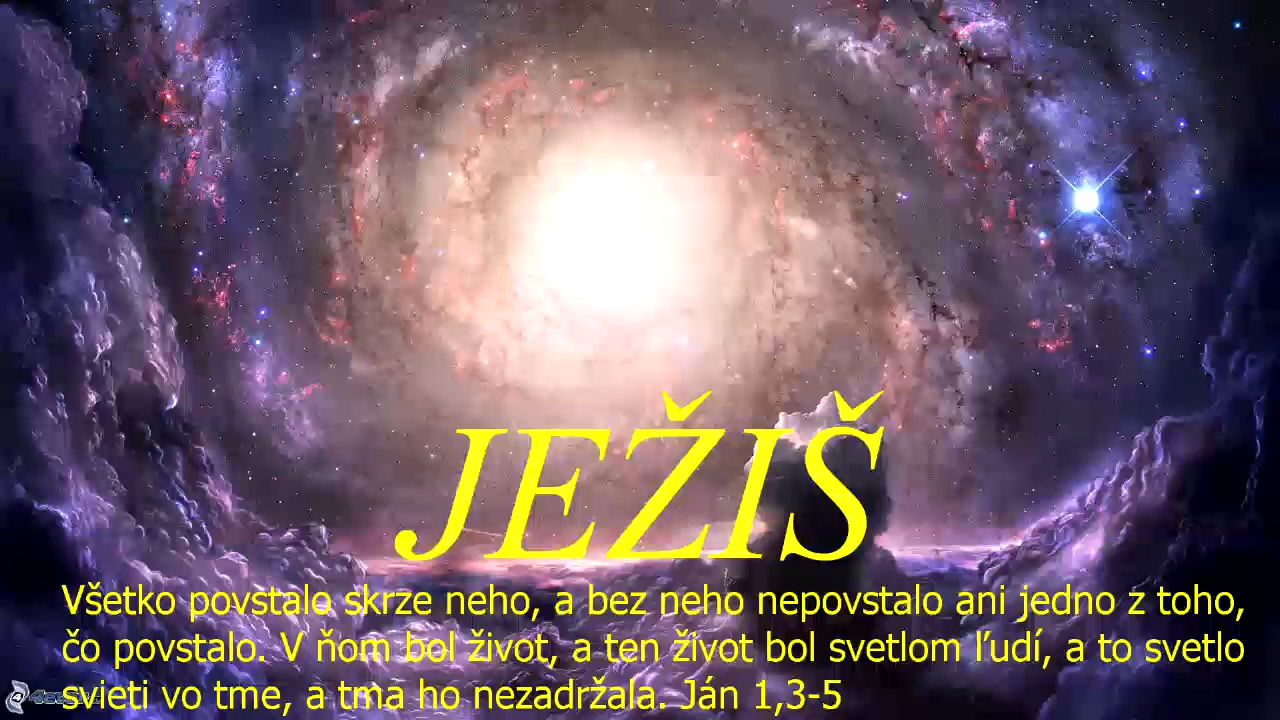 JEŽIŠ
Všetko povstalo skrze neho, a bez neho nepovstalo ani jedno z toho,
čo povstalo. V ňom bol život, a ten život bol svetlom ľudí, a to svetlo
svieti vo tme, a tma ho nezadržala. Ján 1,3-5